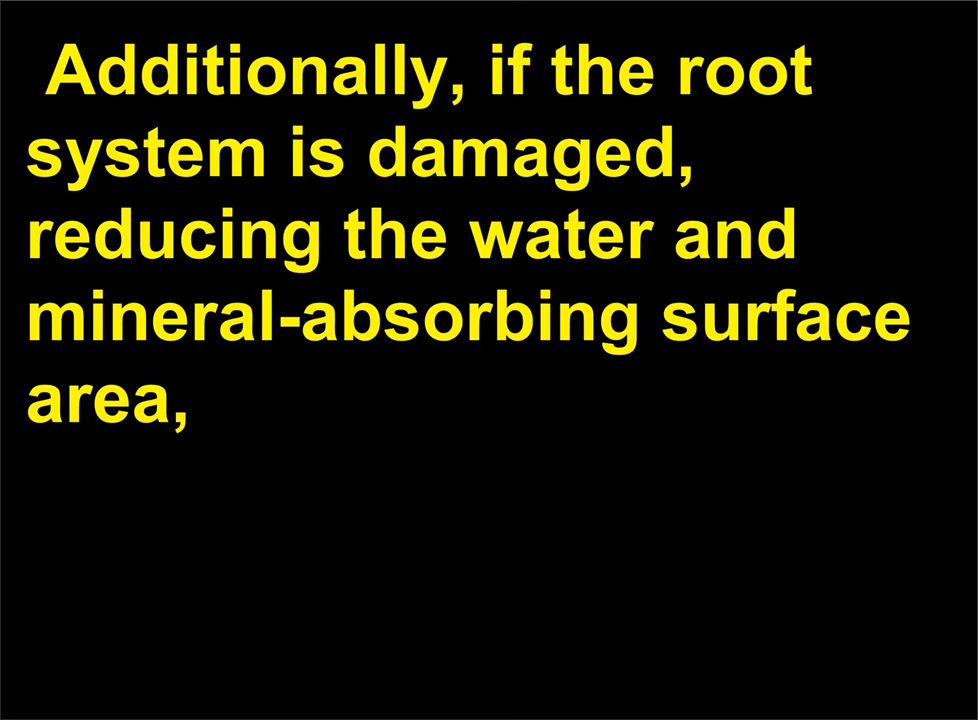 Additionally, if the root
system is damaged,
reducing the water and
mineral-absorbing surface
area,